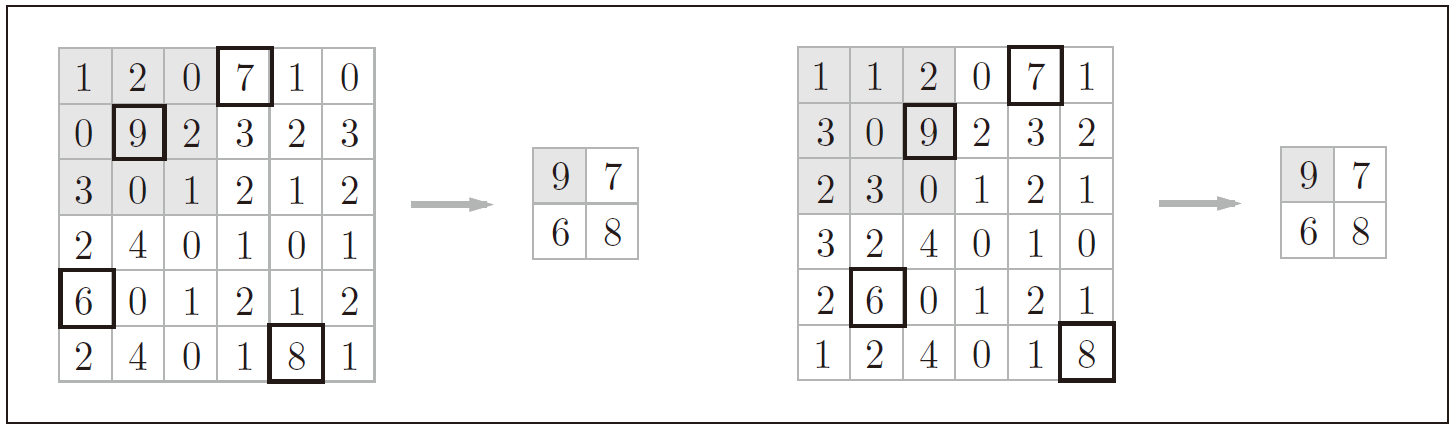 1 2 0 7 1 0
0 9 2 3 2 3
3 0 1 2 1 2
2 4 0 1 0 1
6 0 1 2 1 2
2 4 0 1 8 1
9 7
6 8
1 1 2 0 7 1
3 0 9 2 3 2
2 3 0 1 2 1
3 2 4 0 1 0
2 6 0 1 2 1
1 2 4 0 1 8
9 7
6 8